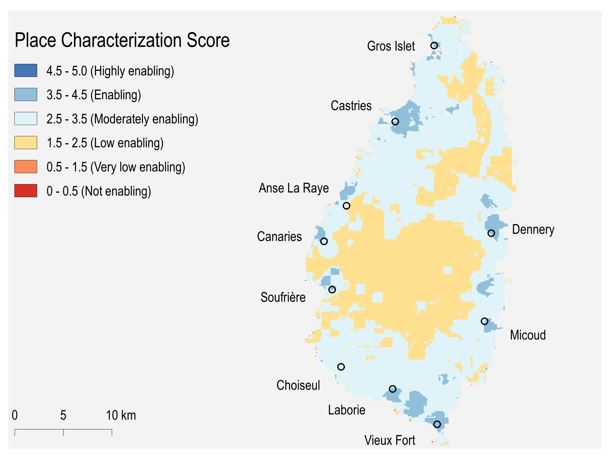 Place Characterization Score
4.5 - 5.0 (Highly enabling)
3.5 - 4.5 (Enabling)
2.5 - 3.5 (Moderately enabling)
1.5 - 2.5 (Low enabling)
0.5 - 1.5 (Very low enabling)
0 - 0.5 (Not enabling)
Gros Islet
Castries
Anse La Raye
Canaries
Dennery
Soufrière
Micoud
Choiseul
Laborie
Vieux Fort
0 5 10 km